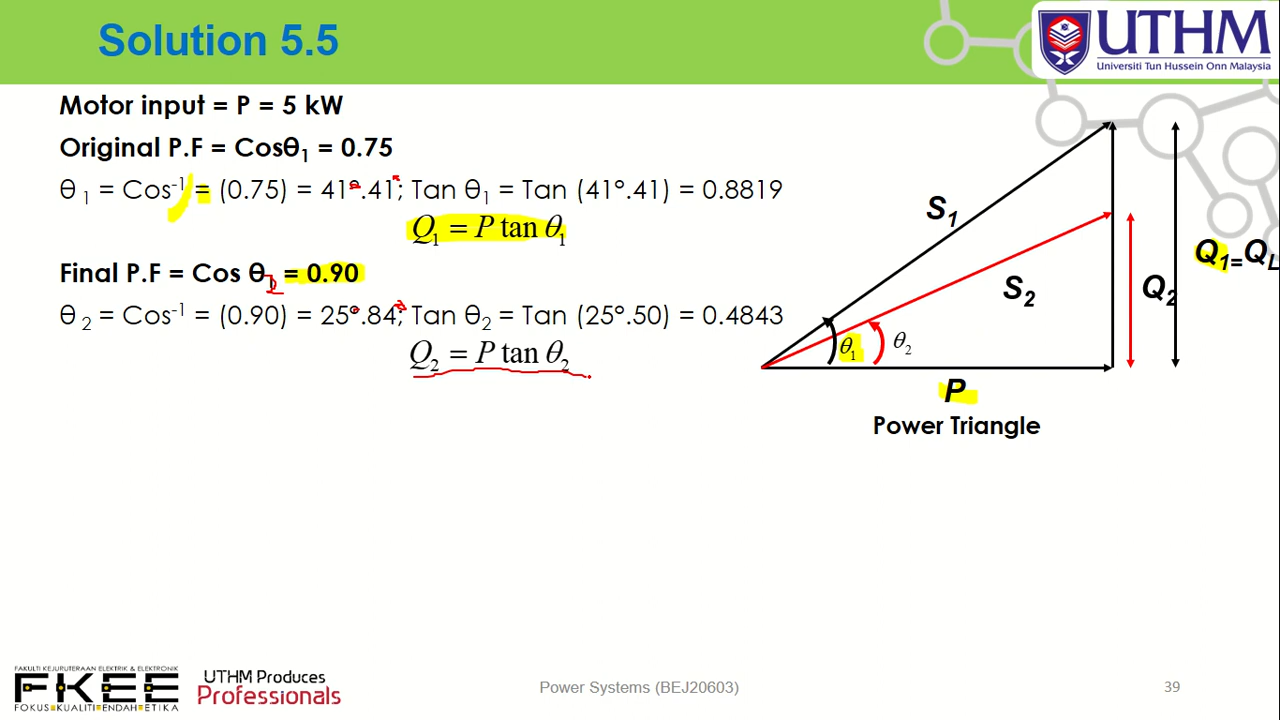 Solution 5.5
UTHM
Universiti Tun Hussein Onn Malaysia
Motor input = P = 5 kW
Original P.F = Cosθ₁ = 0.75
θ ₁ = Cos⁻¹ = (0.75) = 41°.41; Tan θ₁ = Tan (41°.41) = 0.8819
Q₁ = P tan θ₁
Final P.F = Cos θ₂ = 0.90
θ ₂ = Cos⁻¹ = (0.90) = 25°.84; Tan θ₂ = Tan (25°.50) = 0.4843
Q₂ = P tan θ₂
S₁
S₂
Q₂
Q₁=QL
θ₁
θ₂
P
Power Triangle
FAKULTI KEJURUTERAAN ELEKTRIK & ELEKTRONIK
FKEE
FOKUS KUALITI ENDAH ETIKA
UTHM Produces
Professionals
Power Systems (BEJ20603)
39